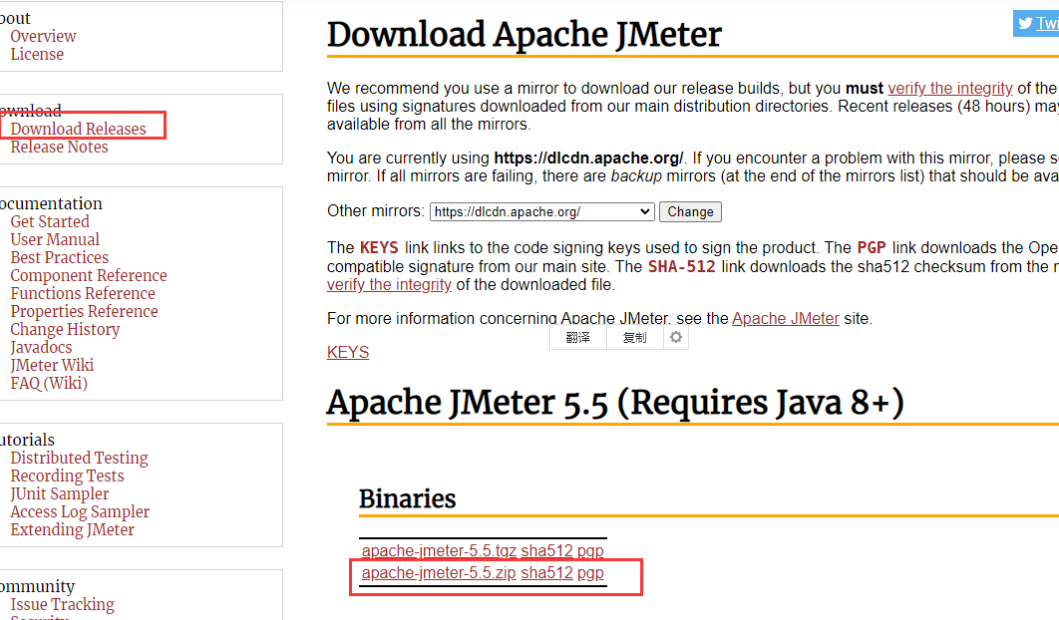 bout
Overview
License
ownload
Download Releases
Release Notes
ocumentation
Get Started
User Manual
Best Practices
Component Reference
Functions Reference
Properties Reference
Change History
Javadocs
JMeter Wiki
FAQ (Wiki)
utorials
Distributed Testing
Recording Tests
JUnit Sampler
Access Log Sampler
Extending JMeter
ommunity
Issue Tracking
Security
Download Apache JMeter
Twi
We recommend you use a mirror to download our release builds, but you must verify the integrity of the
files using signatures downloaded from our main distribution directories. Recent releases (48 hours) may
available from all the mirrors.
You are currently using https://dlcdn.apache.org/. If you encounter a problem with this mirror, please s
mirror. If all mirrors are failing, there are backup mirrors (at the end of the mirrors list) that should be ava
Other mirrors: https://dlcdn.apache.org/ Change
The KEYS link links to the code signing keys used to sign the product. The PGP link downloads the Ope
compatible signature from our main site. The SHA-512 link downloads the sha512 checksum from the m
verify the integrity of the downloaded file.
For more information concerning Apache JMeter, see the Apache JMeter site.
翻译 复制
KEYS
Apache JMeter 5.5 (Requires Java 8+)
Binaries
apache-jmeter-5.5.tgz sha512 pgp
apache-jmeter-5.5.zip sha512 pgp